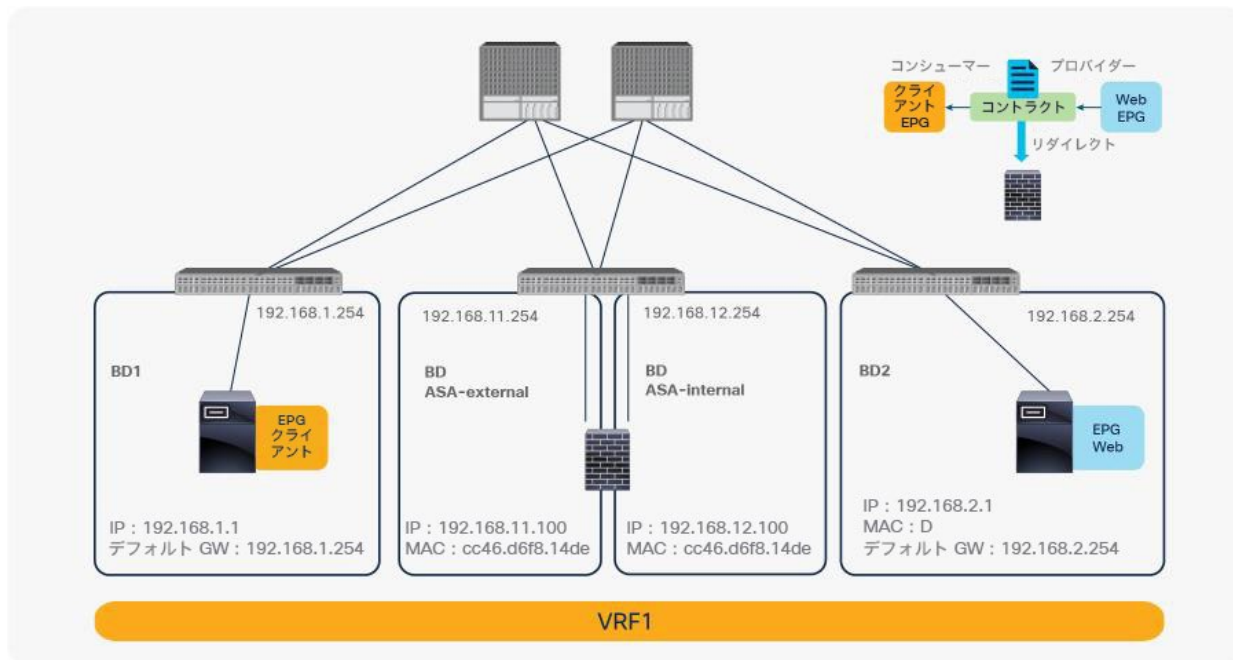 コンシューマー
プロバイダー
クライ
アント
EPG
コントラクト
Web
EPG
リダイレクト
192.168.1.254
BD1
EPG
クライ
アント
IP：192.168.1.1
デフォルト GW：192.168.1.254
192.168.11.254
BD
ASA-external
IP：192.168.11.100
MAC：cc46.d6f8.14de
192.168.12.254
BD
ASA-internal
IP：192.168.12.100
MAC：cc46.d6f8.14de
192.168.2.254
BD2
EPG
Web
IP：192.168.2.1
MAC：D
デフォルト GW：192.168.2.254
VRF1